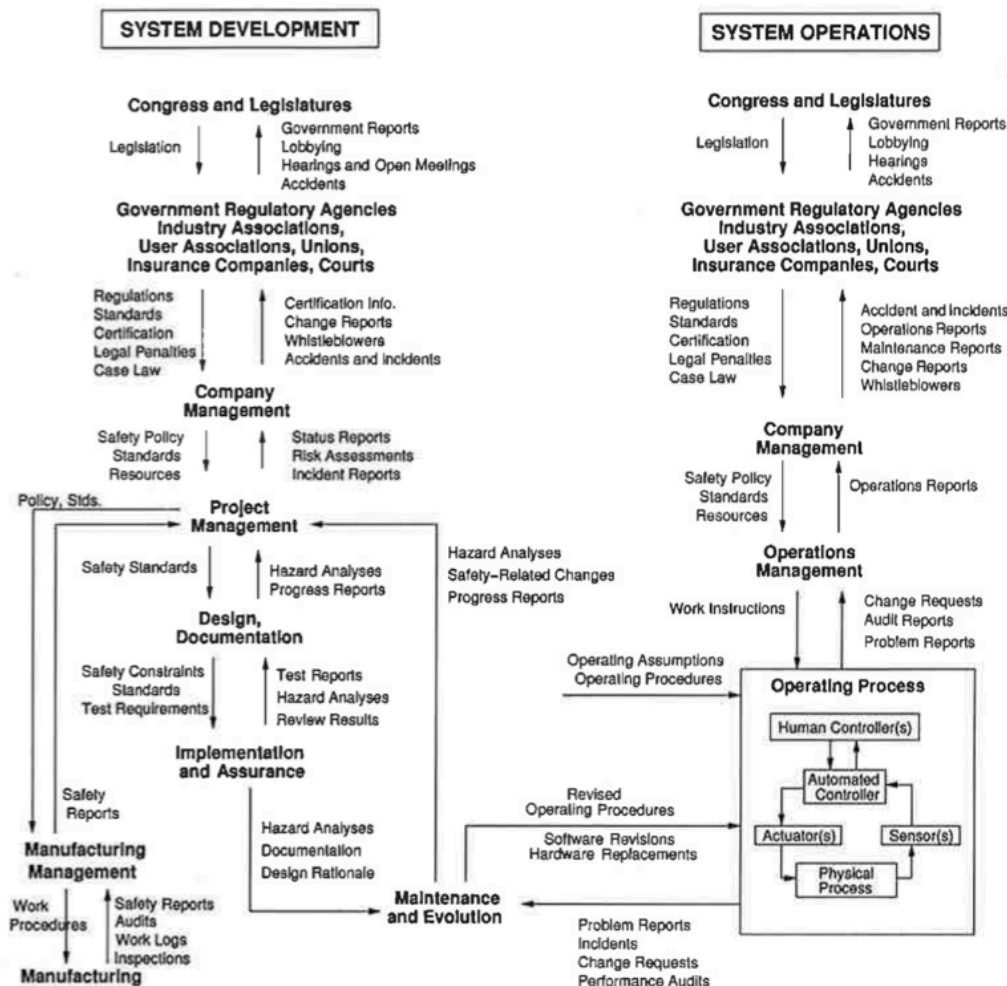 SYSTEM DEVELOPMENT
Congress and Legislatures
Legislation
Government Reports
Lobbying
Hearings and Open Meetings
Accidents
Government Regulatory Agencies
Industry Associations,
User Associations, Unions,
Insurance Companies, Courts
Regulations
Standards
Certification
Legal Penalties
Case Law
Certification Info.
Change Reports
Whistleblowers
Accidents and incidents
Company
Management
Safety Policy
Standards
Resources
Status Reports
Risk Assessments
Incident Reports
Policy, Stds.
Project
Management
Safety Standards
Hazard Analyses
Progress Reports
Design,
Documentation
Safety Constraints
Standards
Test Requirements
Test Reports
Hazard Analyses
Review Results
Implementation
and Assurance
Safety
Reports
Hazard Analyses
Documentation
Design Rationale
Manufacturing
Management
Work
Procedures
Safety Reports
Audits
Work Logs
Inspections
Manufacturing
Hazard Analyses
Safety-Related Changes
Progress Reports
Maintenance
and Evolution
SYSTEM OPERATIONS
Congress and Legislatures
Legislation
Government Reports
Lobbying
Hearings
Accidents
Government Regulatory Agencies
Industry Associations,
User Associations, Unions,
Insurance Companies, Courts
Regulations
Standards
Certification
Legal Penalties
Case Law
Accident and Incidents
Operations Reports
Maintenance Reports
Change Reports
Whistleblowers
Company
Management
Safety Policy
Standards
Resources
Operations Reports
Operations
Management
Work Instructions
Change Requests
Audit Reports
Problem Reports
Operating Assumptions
Operating Procedures
Operating Process
Human Controller(s)
Automated
Controller
Actuator(s)
Sensor(s)
Physical
Process
Revised
Operating Procedures
Software Revisions
Hardware Replacements
Problem Reports
Incidents
Change Requests
Performance Audits